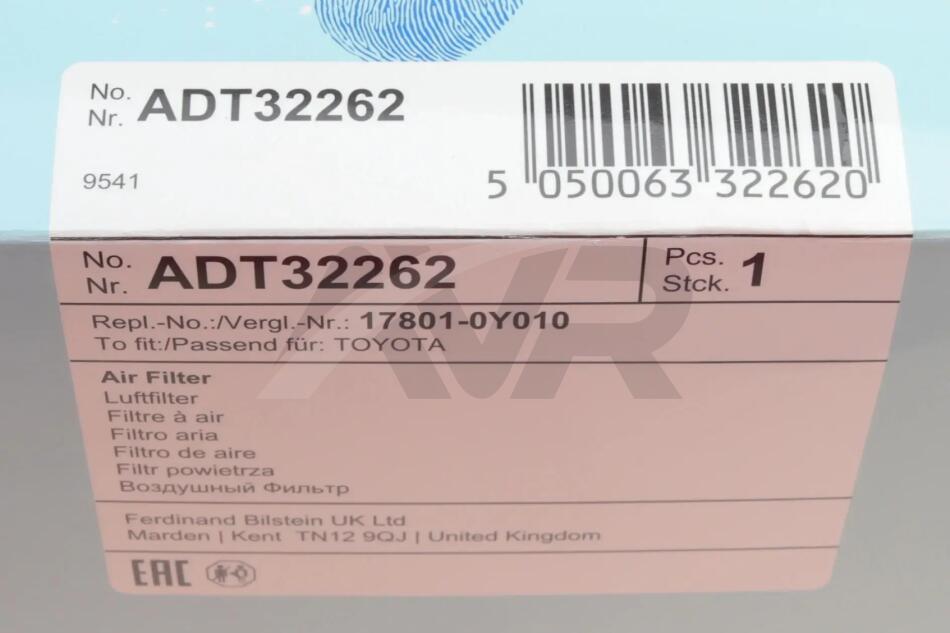 No.
Nr. ADT32262
9541
5 050063 322620
No.
Nr. ADT32262
Pcs.
Stck. 1
Repl.-No.:/Vergl.-Nr.: 17801-0Y010
To fit:/Passend für: TOYOTA
Air Filter
Luftfilter
Filtre à air
Filtro aria
Filtro de aire
Filtr powietrza
Воздушный Фильтр
Ferdinand Bilstein UK Ltd
Marden | Kent TN12 9QJ | United Kingdom
EAC
AVR